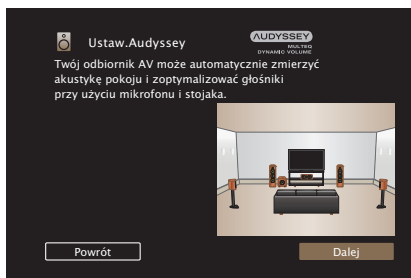 Ustaw.Audyssey
AUDYSSEY
MULTEQ
DYNAMIC VOLUME
Twój odbiornik AV może automatycznie zmierzyć
akustykę pokoju i zoptymalizować głośniki
przy użyciu mikrofonu i stojaka.
Powrót
Dalej